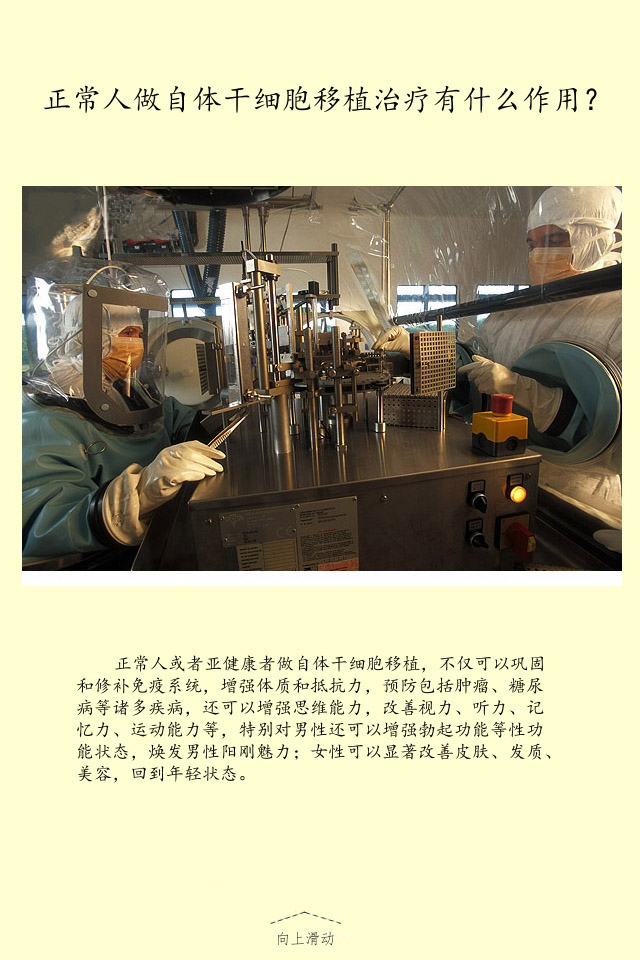 正常人做自体干细胞移植治疗有什么作用？
正常人或者亚健康者做自体干细胞移植，不仅可以巩固
和修补免疫系统，增强体质和抵抗力，预防包括肿瘤、糖尿
病等诸多疾病，还可以增强思维能力，改善视力、听力、记
忆力、运动能力等，特别对男性还可以增强勃起功能等性功
能状态，焕发男性阳刚魅力；女性可以显著改善皮肤、发质、
美容，回到年轻状态。
向上滑动